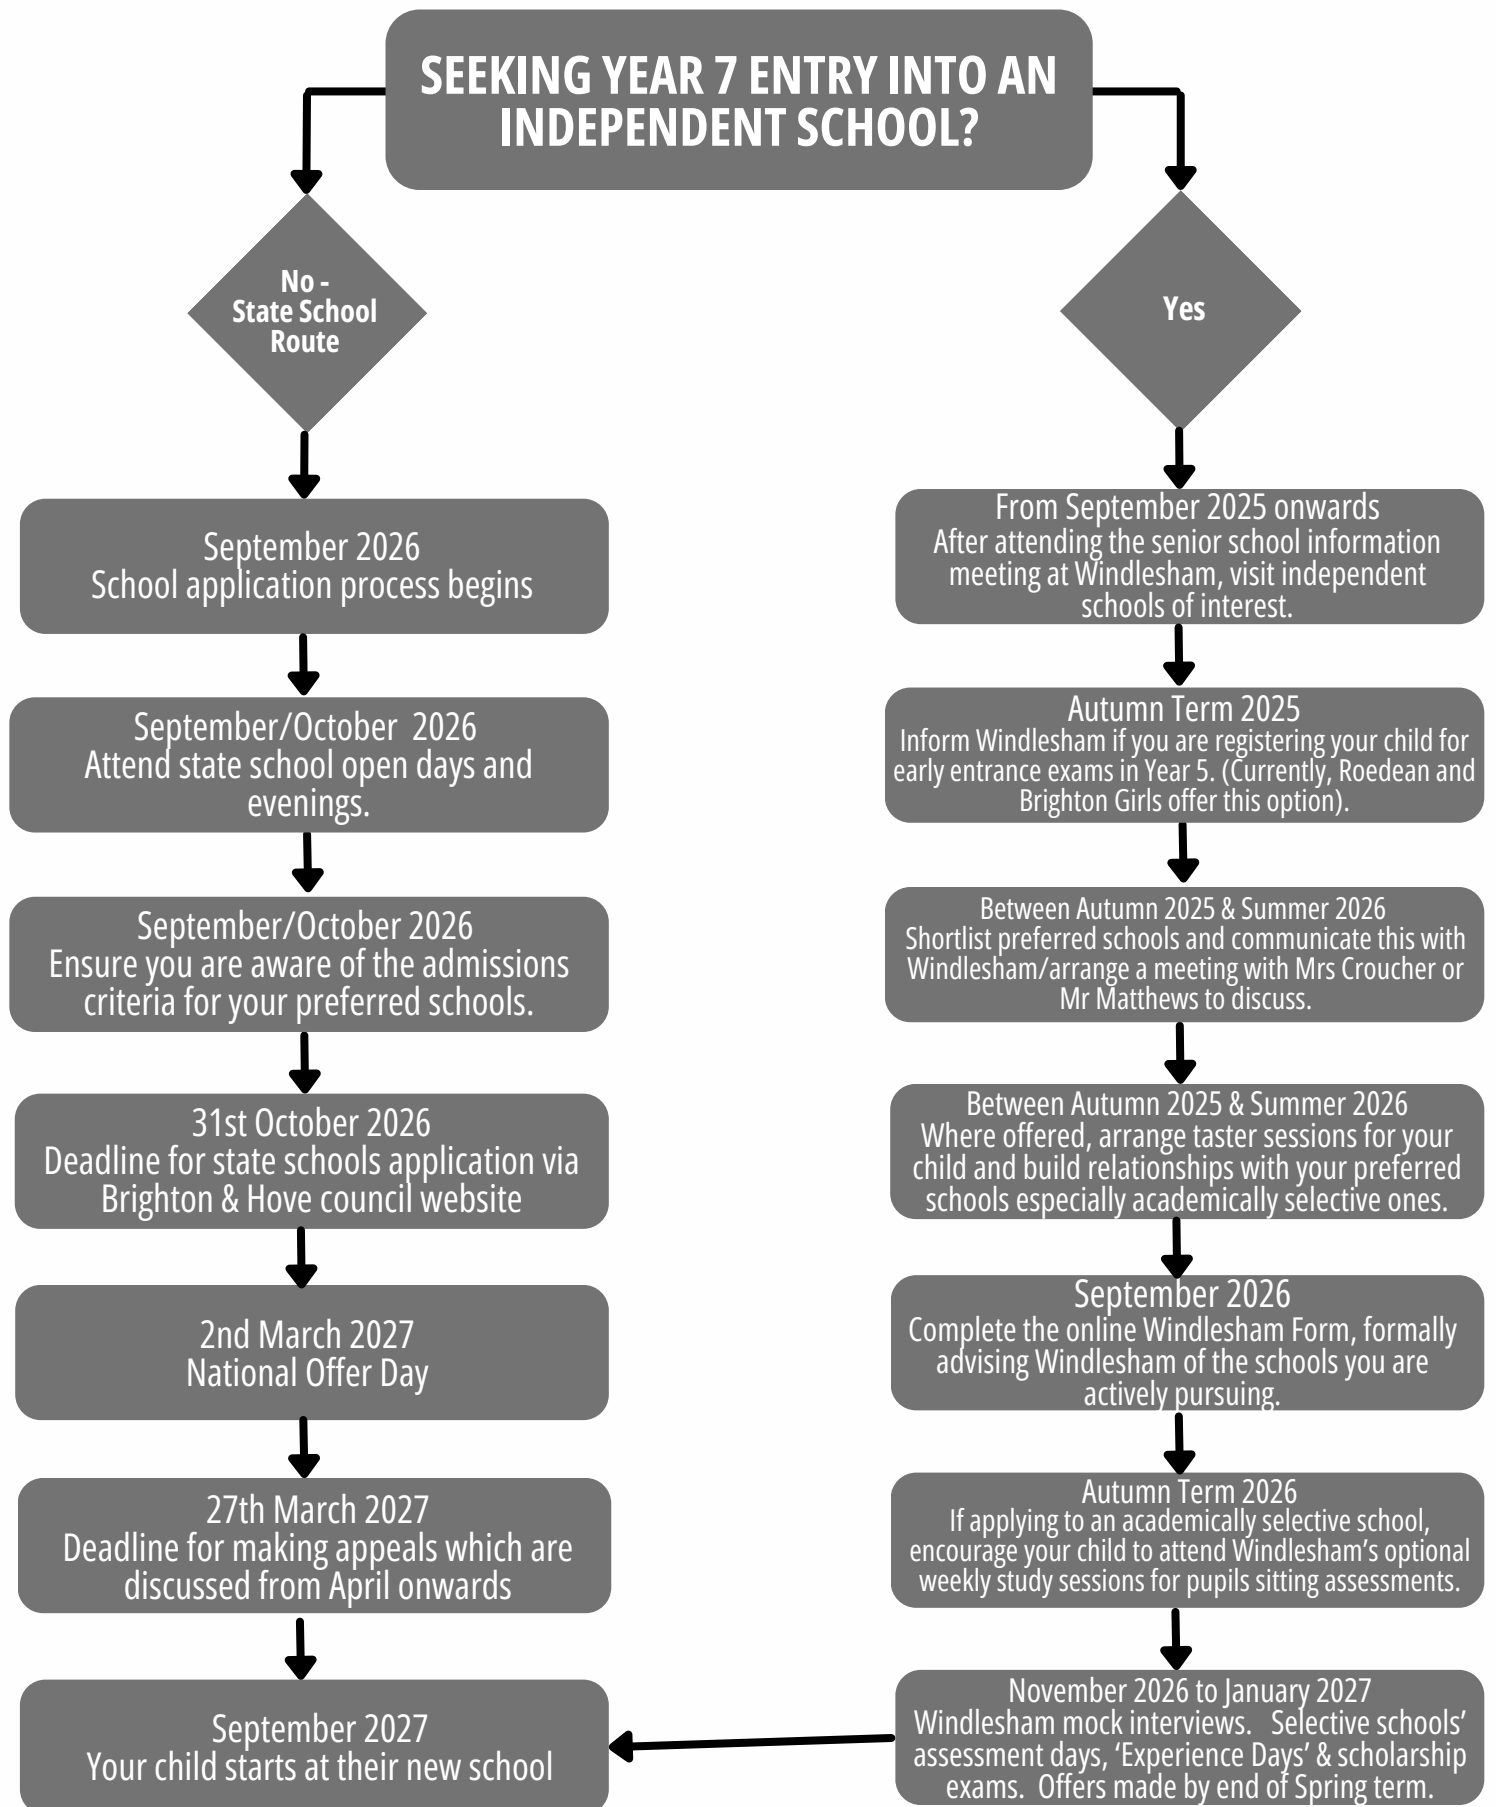 SEEKING YEAR 7 ENTRY INTO AN
INDEPENDENT SCHOOL?
No -
State School
Route
September 2026
School application process begins
September/October  2026
Attend state school open days and
evenings.
September/October 2026
Ensure you are aware of the admissions
criteria for your preferred schools.
31st October 2026
Deadline for state schools application via
Brighton & Hove council website
2nd March 2027
National Offer Day
27th March 2027
Deadline for making appeals which are
discussed from April onwards
September 2027
Your child starts at their new school
Yes
From September 2025 onwards
After attending the senior school information
meeting at Windlesham, visit independent
schools of interest.
Autumn Term 2025
Inform Windlesham if you are registering your child for
early entrance exams in Year 5. (Currently, Roedean and
Brighton Girls offer this option).
Between Autumn 2025 & Summer 2026
Shortlist preferred schools and communicate this with
Windlesham/arrange a meeting with Mrs Croucher or
Mr Matthews to discuss.
Between Autumn 2025 & Summer 2026
Where offered, arrange taster sessions for your
child and build relationships with your preferred
schools especially academically selective ones.
September 2026
Complete the online Windlesham Form, formally
advising Windlesham of the schools you are
actively pursuing.
Autumn Term 2026
If applying to an academically selective school,
encourage your child to attend Windlesham’s optional
weekly study sessions for pupils sitting assessments.
November 2026 to January 2027
Windlesham mock interviews.   Selective schools’
assessment days, ‘Experience Days’ & scholarship
exams.  Offers made by end of Spring term.